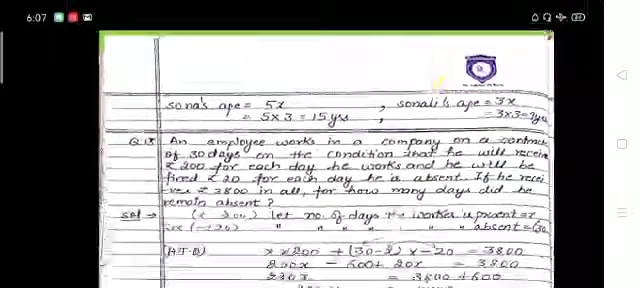 6:07
sona's age = 5x , sonali's age = 3x
= 5x3 = 15 yrs , = 3x3 = 9yrs
Q 13 An employee works in a company on a contract
of 30 days on the condition that he will receive
₹ 200 for each day he works and he will be
fined ₹ 20 for each day he is absent. If he recei
₹ 3800 in all, for how many days did he
remain absent ?
Sol → let no. of days the worker is present = x
" " " " " absent = (30
(A.T.Q) x x 200 + (30-x) x -20 = 3800
200x - 600 + 20x = 3800
220x = 3800 + 600